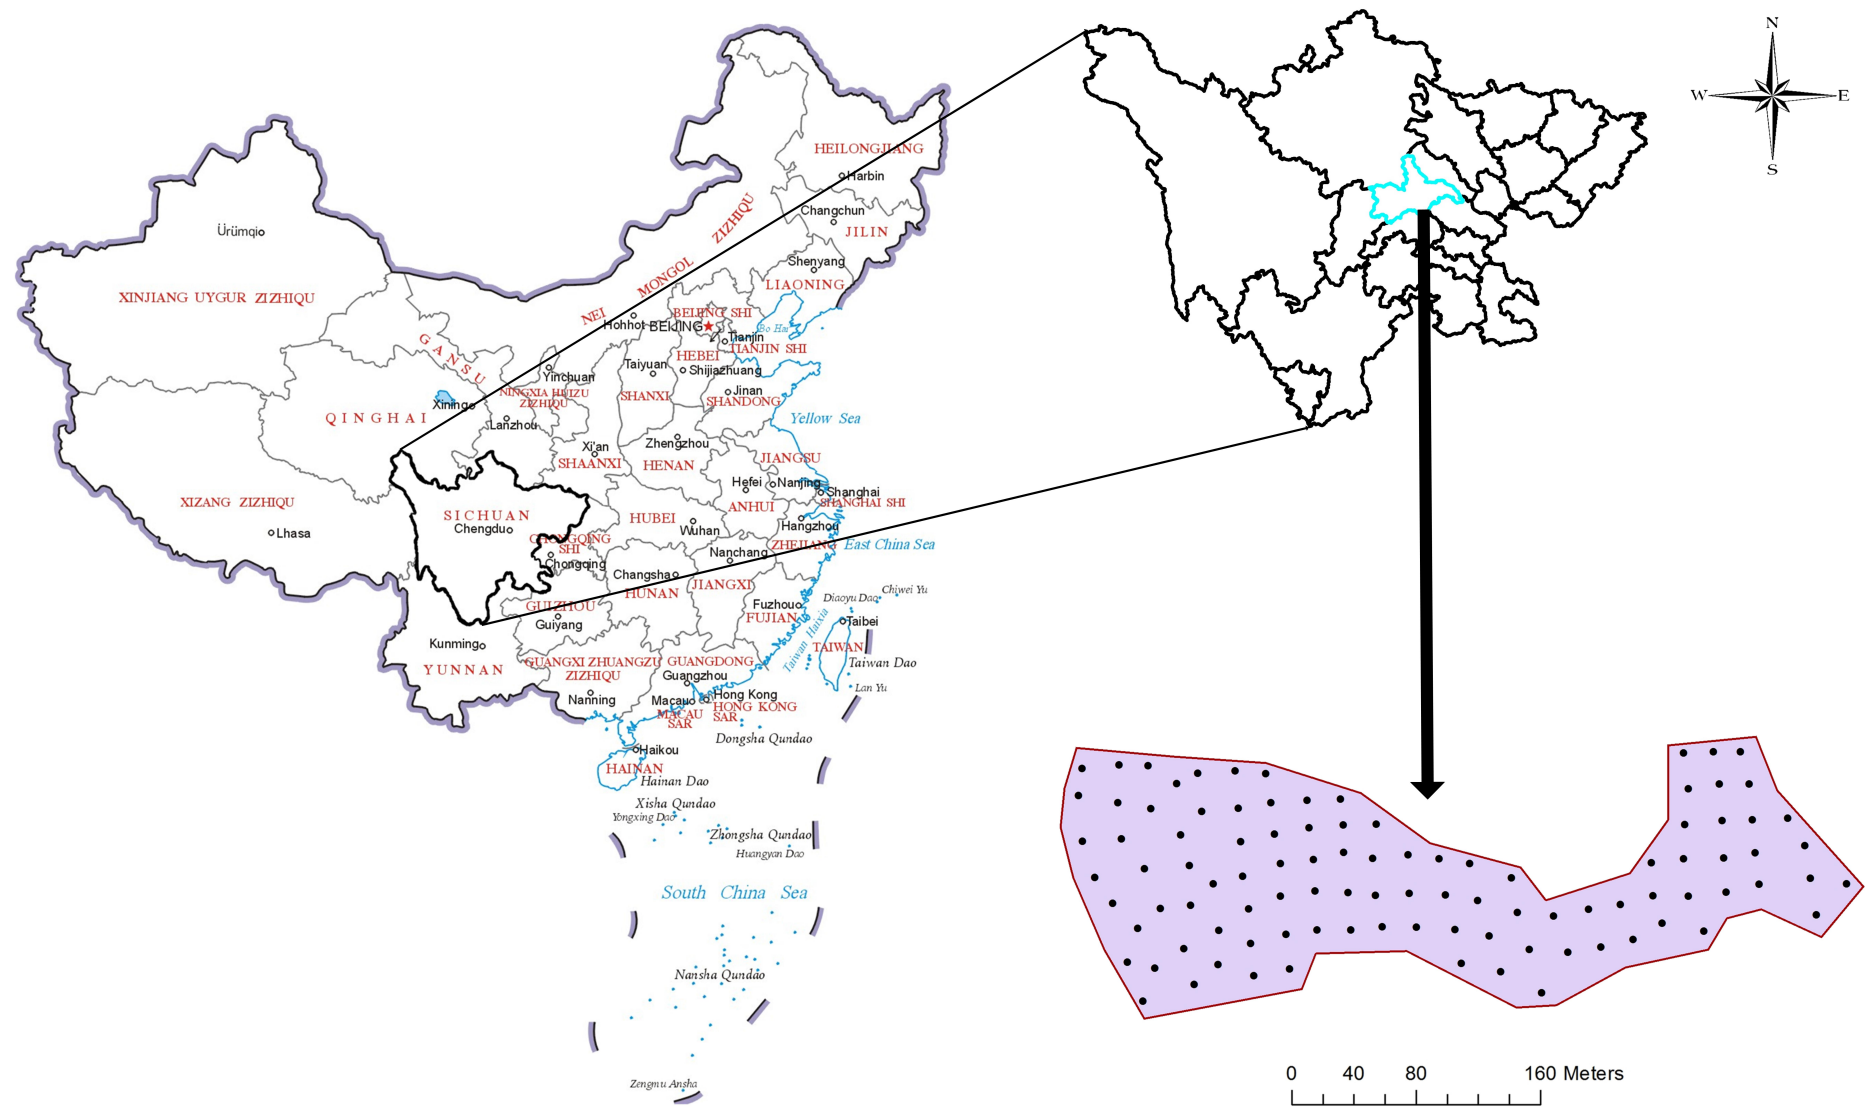 N
W
E
S
HEILONGJIANG
Harbin
Changchun
JILIN
ZIZHIQU
Ürümqi
Shenyang
LIAONING
MONGOL
XINJIANG UYGUR ZIZHIQU
NEI
Hohhot
BEIJING SHI
BEIJING
Bo Hai
Tianjin
TIANJIN SHI
GANSU
HEBEI
Taiyuan
Shijiazhuang
Yinchuan
NINGXIA HUIZU
ZIZHIQU
SHANXI
Jinan
SHANDONG
Xining
QINGHAI
Lanzhou
Yellow Sea
Xi'an
Zhengzhou
SHAANXI
HENAN
JIANGSU
Hefei
Nanjing
Shanghai
SHANGHAI SHI
XIZANG ZIZHIQU
ANHUI
SICHUAN
Chengdu
HUBEI
Wuhan
Hangzhou
Lhasa
CHONGQING
SHI
Chongqing
ZHEJIANG
East China Sea
Nanchang
Changsha
JIANGXI
HUNAN
Chiwei Yu
Diaoyu Dao
GUIZHOU
Guiyang
Fuzhou
FUJIAN
Taiwan Haixia
Taibei
Kunming
YUNNAN
TAIWAN
Taiwan Dao
GUANGXI ZHUANGZU
ZIZHIQU
GUANGDONG
Guangzhou
Lan Yu
Nanning
Macau
Hong Kong
MACAU
SAR
HONG KONG
SAR
Dongsha Qundao
Haikou
HAINAN
Hainan Dao
Xisha Qundao
Yongxing Dao
Zhongsha Qundao
Huangyan Dao
South China Sea
Nansha Qundao
Zengmu Ansha
0 40 80 160 Meters